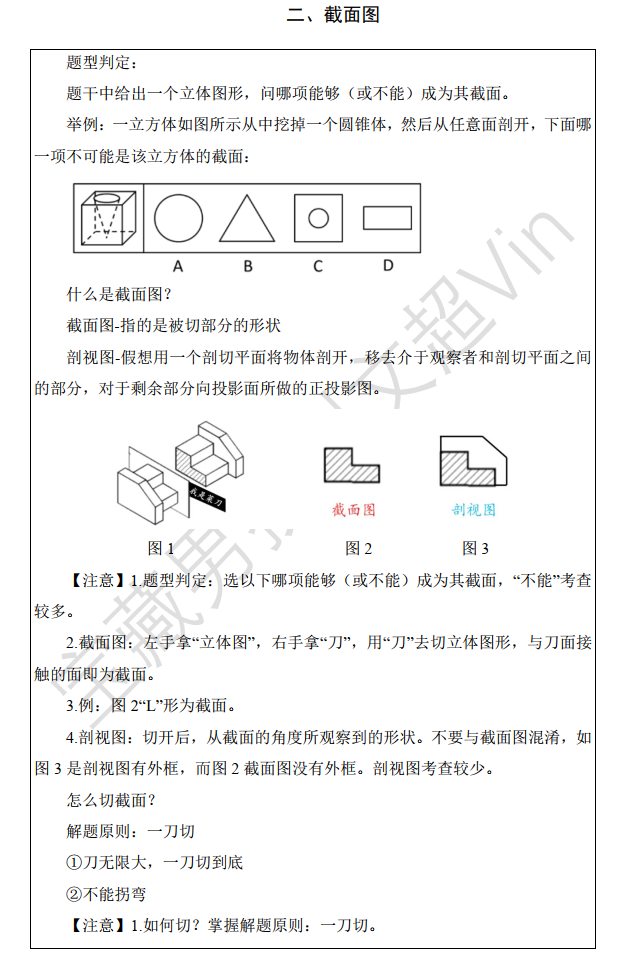 二、截面图
题型判定：
题干中给出一个立体图形，问哪项能够（或不能）成为其截面。
举例：一立方体如图所示从中挖掉一个圆锥体，然后从任意面剖开，下面哪
一项不可能是该立方体的截面：
A B C D
什么是截面图？
截面图-指的是被切部分的形状
剖视图-假想用一个剖切平面将物体剖开，移去介于观察者和剖切平面之间
的部分，对于剩余部分向投影面所做的正投影图。
我是菜刀
截面图 剖视图
图 1 图 2 图 3
【注意】1.题型判定：选以下哪项能够（或不能）成为其截面，“不能”考查
较多。
2.截面图：左手拿“立体图”，右手拿“刀”，用“刀”去切立体图形，与刀面接
触的面即为截面。
3.例：图 2“L”形为截面。
4.剖视图：切开后，从截面的角度所观察到的形状。不要与截面图混淆，如
图 3 是剖视图有外框，而图 2 截面图没有外框。剖视图考查较少。
怎么切截面？
解题原则：一刀切
①刀无限大，一刀切到底
②不能拐弯
【注意】1.如何切？掌握解题原则：一刀切。
宝藏男
文超Vin